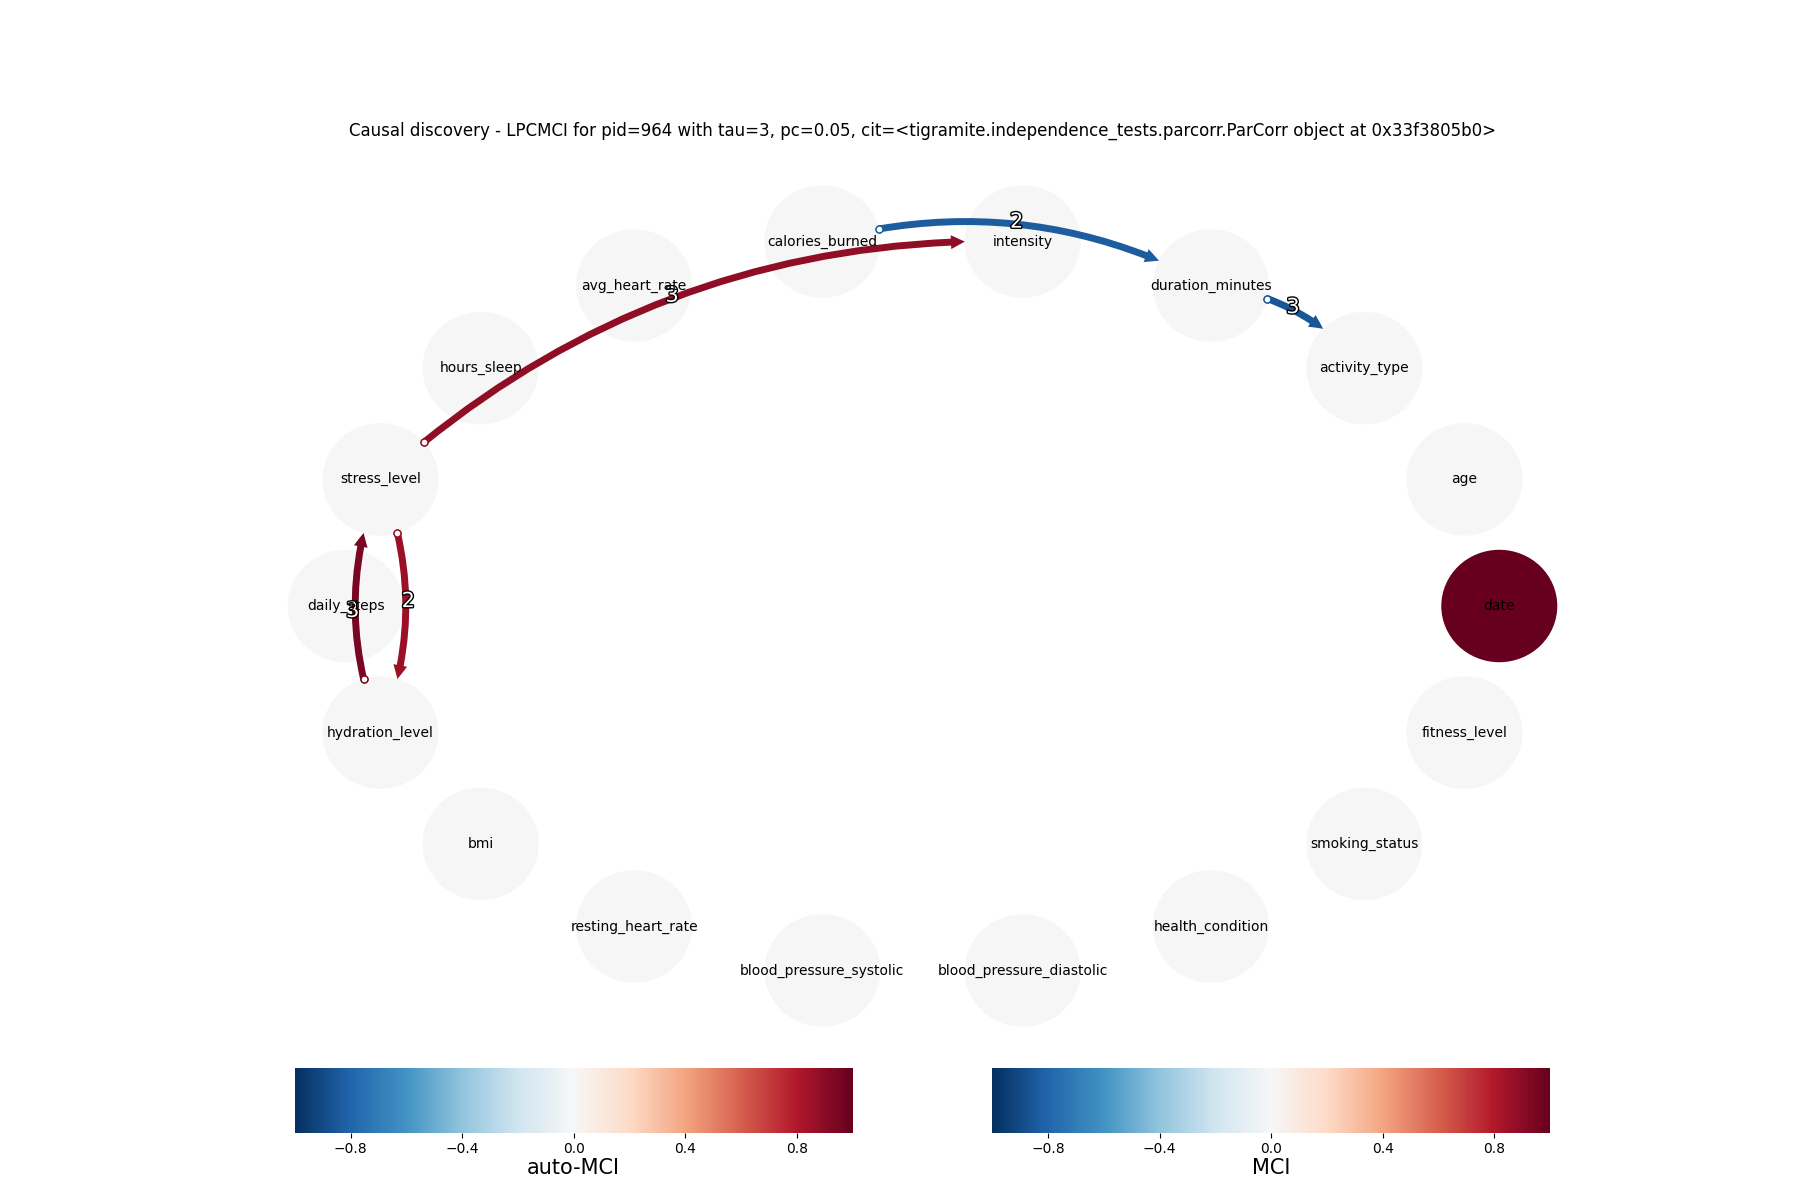 Causal discovery - LPCMCI for pid=964 with tau=3, pc=0.05, cit=<tigramite.independence_tests.parcorr.ParCorr object at 0x33f3805b0>
2
calories_burned
intensity
avg_heart_rate
3
duration_minutes
3
hours_sleep
activity_type
stress_level
age
daily_steps
3
2
date
hydration_level
fitness_level
bmi
smoking_status
resting_heart_rate
health_condition
blood_pressure_systolic
blood_pressure_diastolic
−0.8 −0.4 0.0 0.4 0.8
auto-MCI
−0.8 −0.4 0.0 0.4 0.8
MCI